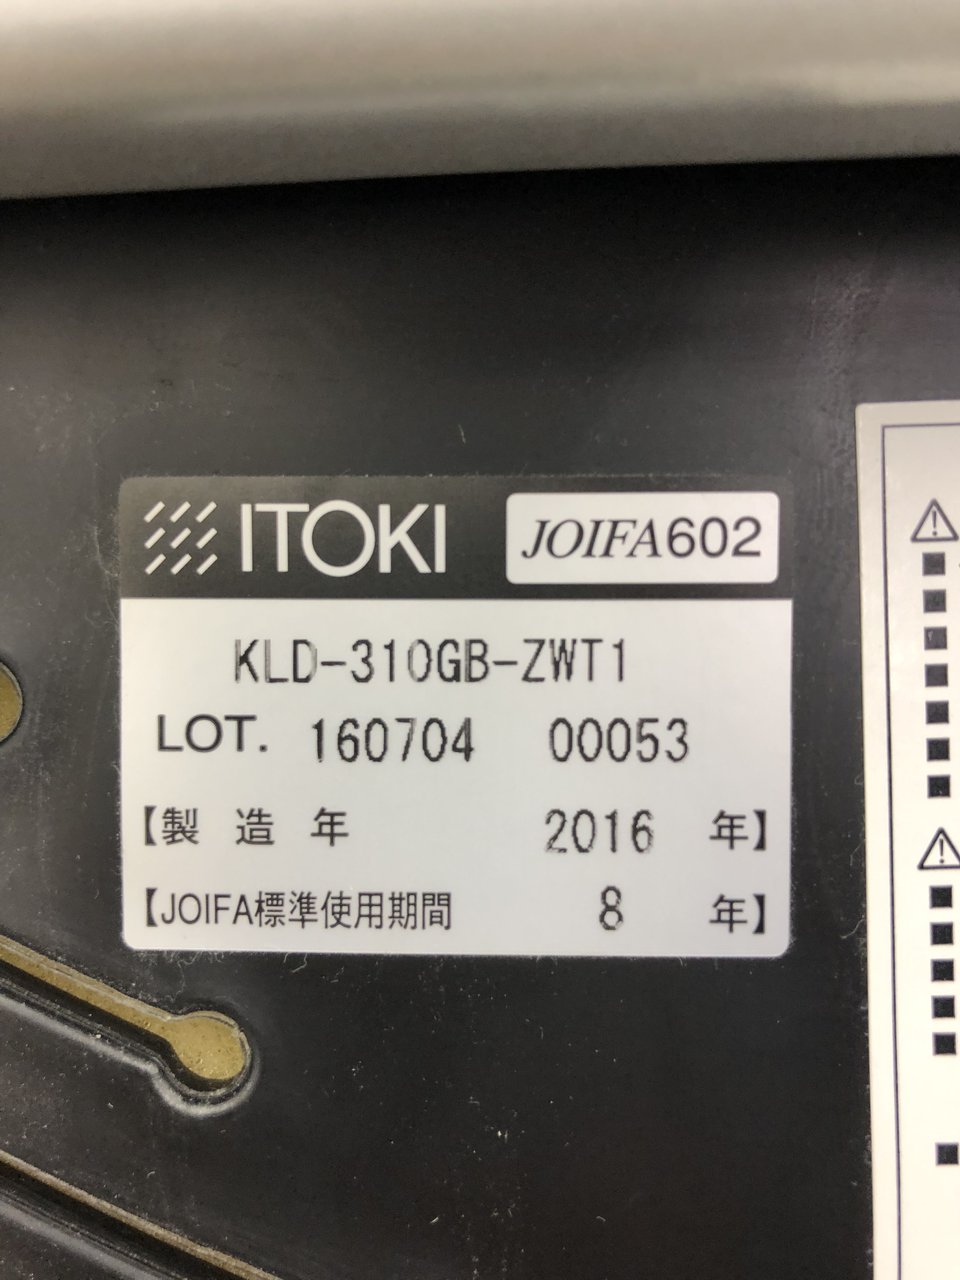 ITOKI JOIFA602
KLD-310GB-ZWT1
LOT. 160704 00053
【製 造 年 2016 年】
【JOIFA標準使用期間 8 年】